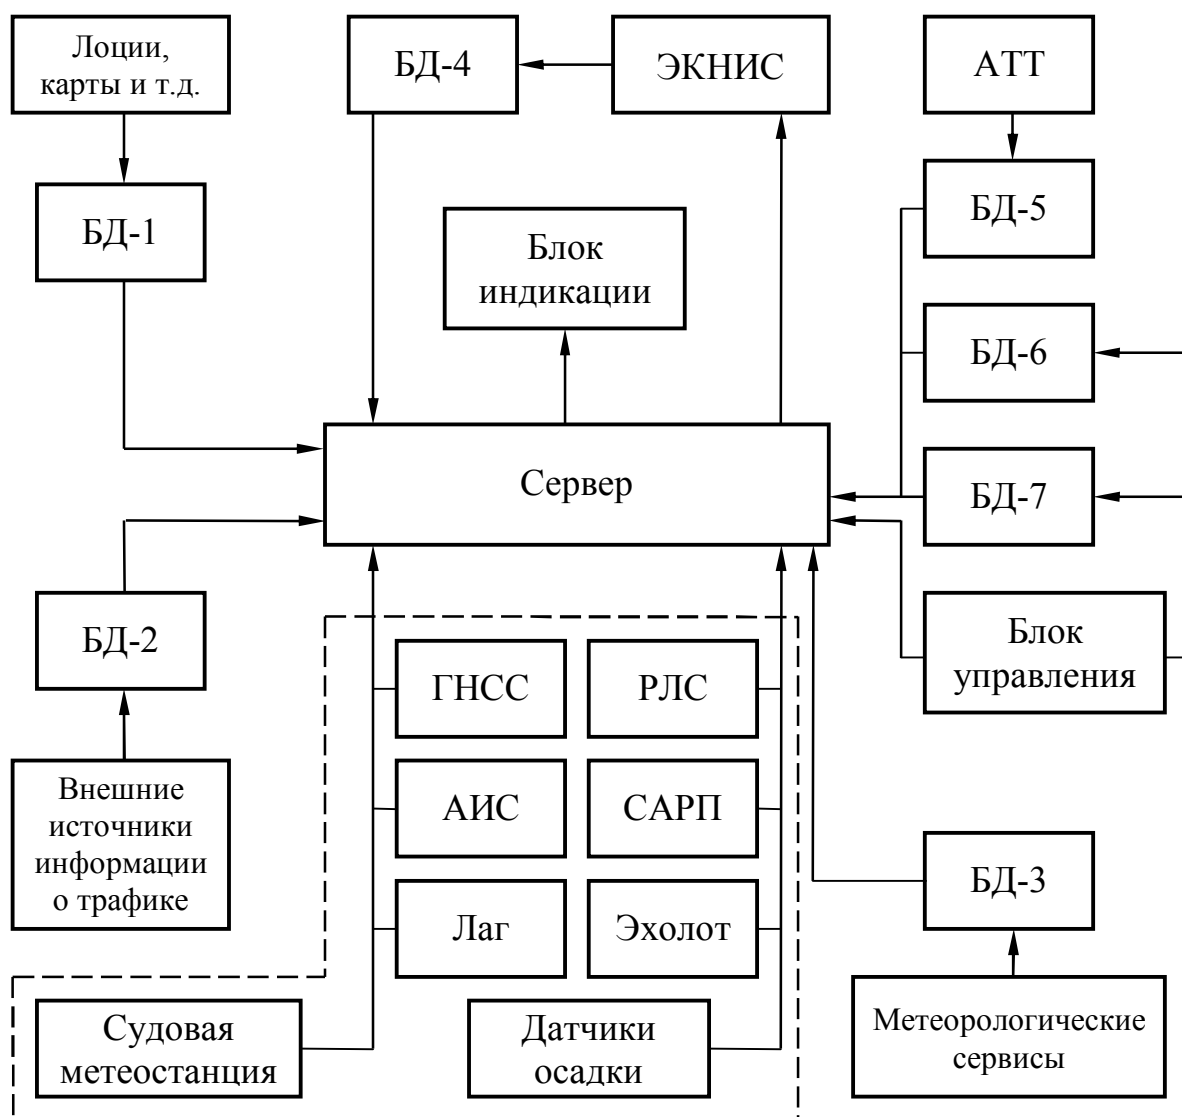 Лоции,
карты и т.д.
БД-4
ЭКНИС
АТТ
БД-1
БД-5
Блок
индикации
БД-6
Сервер
БД-7
БД-2
ГНСС
РЛС
Блок
управления
Внешние
источники
информации
о трафике
АИС
САРП
БД-3
Лаг
Эхолот
Судовая
метеостанция
Датчики
осадки
Метеорологические
сервисы